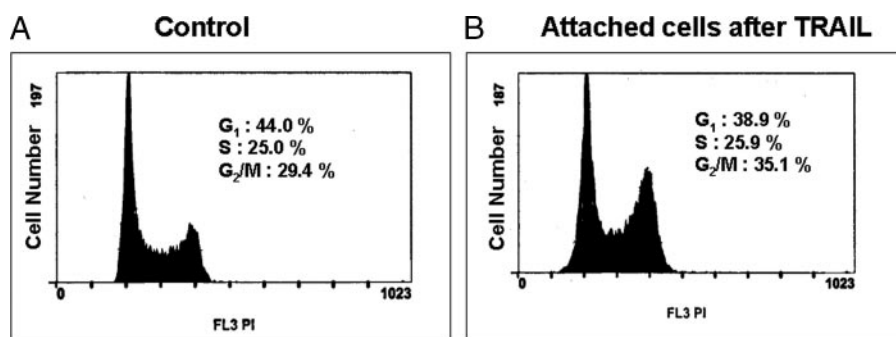 A Control
197
Cell Number
G₁ : 44.0 %
S : 25.0 %
G₂/M : 29.4 %
0 1023
FL3 PI
B Attached cells after TRAIL
187
Cell Number
G₁ : 38.9 %
S : 25.9 %
G₂/M : 35.1 %
0 1023
FL3 PI